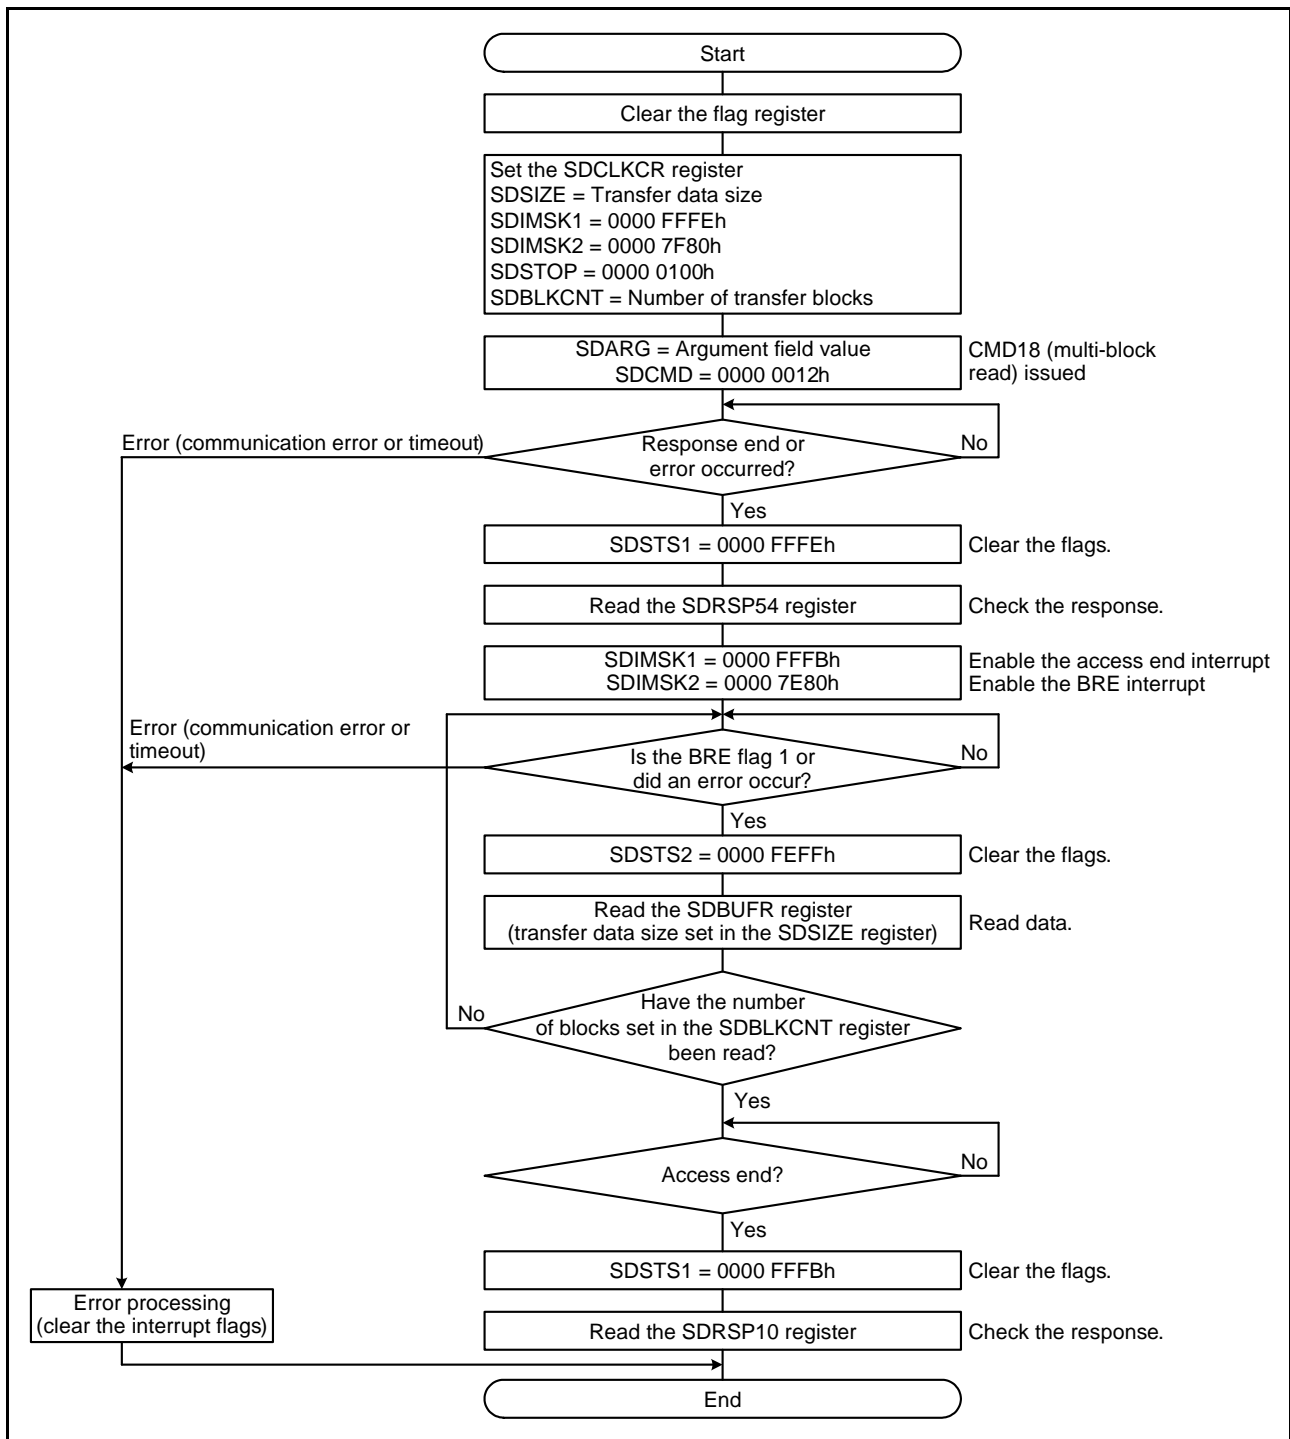 Start
Clear the flag register
Set the SDCLKCR register
SDSIZE = Transfer data size
SDIMSK1 = 0000 FFFEh
SDIMSK2 = 0000 7F80h
SDSTOP = 0000 0100h
SDBLKCNT = Number of transfer blocks
SDARG = Argument field value
SDCMD = 0000 0012h
CMD18 (multi-block
read) issued
Error (communication error or timeout)
Response end or
error occurred?
No
Yes
SDSTS1 = 0000 FFFEh
Clear the flags.
Read the SDRSP54 register
Check the response.
SDIMSK1 = 0000 FFFBh
SDIMSK2 = 0000 7E80h
Enable the access end interrupt
Enable the BRE interrupt
Error (communication error or
timeout)
Is the BRE flag 1 or
did an error occur?
No
Yes
SDSTS2 = 0000 FEFFh
Clear the flags.
Read the SDBUFR register
(transfer data size set in the SDSIZE register)
Read data.
No
Have the number
of blocks set in the SDBLKCNT register
been read?
Yes
Access end?
No
Yes
SDSTS1 = 0000 FFFBh
Clear the flags.
Error processing
(clear the interrupt flags)
Read the SDRSP10 register
Check the response.
End